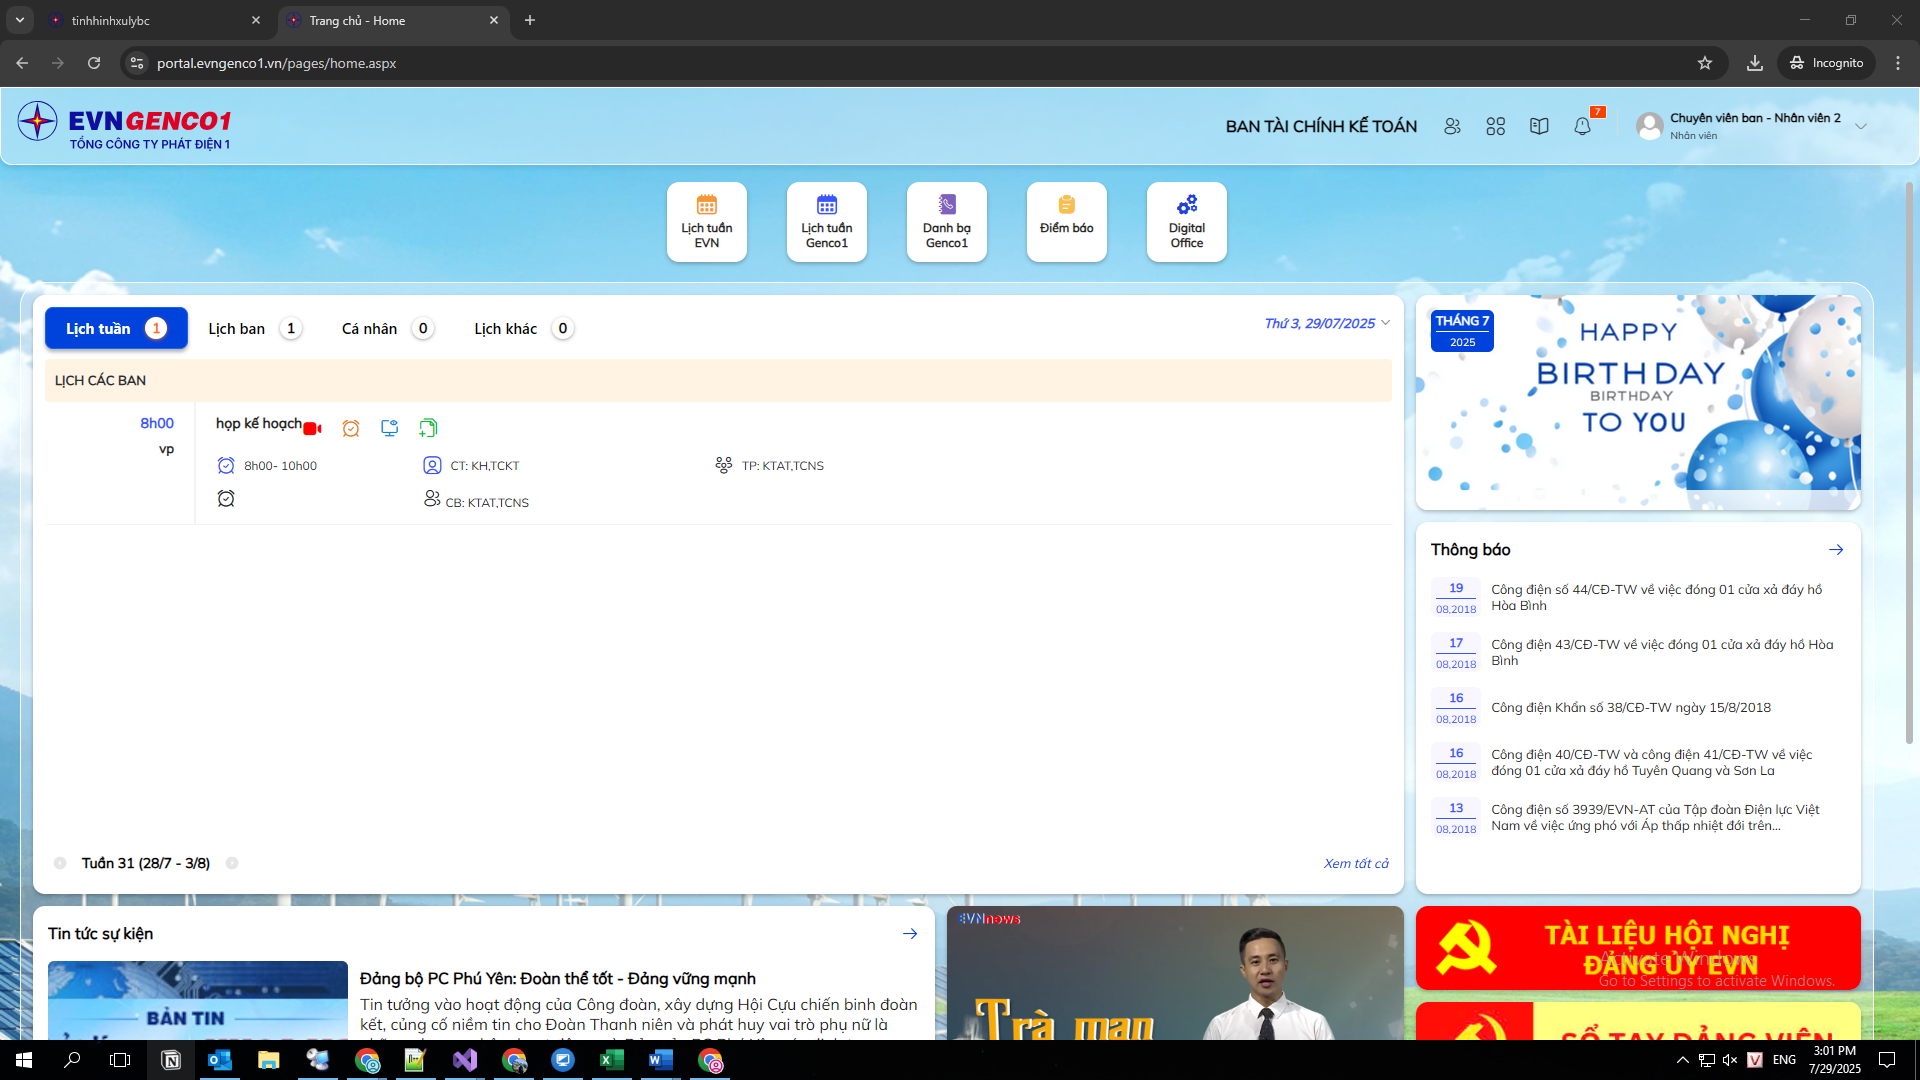 tinhhinhxulybc
Trang chủ - Home
portal.evngenco1.vn/pages/home.aspx
Incognito
EVNGENCO1
TỔNG CÔNG TY PHÁT ĐIỆN 1
BAN TÀI CHÍNH KẾ TOÁN
7
Chuyên viên ban - Nhân viên 2
Nhân viên
Lịch tuần
EVN
Lịch tuần
Genco1
Danh bạ
Genco1
Điểm báo
Digital
Office
Lịch tuần 1
Lịch ban 1
Cá nhân 0
Lịch khác 0
Thứ 3, 29/07/2025
LỊCH CÁC BAN
8h00
vp
họp kế hoạch
8h00- 10h00
CT: KH,TCKT
TP: KTAT,TCNS
CB: KTAT,TCNS
Tuần 31 (28/7 - 3/8)
Xem tất cả
THÁNG 7
2025
HAPPY
BIRTHDAY
BIRTHDAY
TO YOU
Thông báo
19
08,2018
Công điện số 44/CĐ-TW về việc đóng 01 cửa xả đáy hồ
Hòa Bình
17
08,2018
Công điện 43/CĐ-TW về việc đóng 01 cửa xả đáy hồ Hòa
Bình
16
08,2018
Công điện Khẩn số 38/CĐ-TW ngày 15/8/2018
16
08,2018
Công điện 40/CĐ-TW và công điện 41/CĐ-TW về việc
đóng 01 cửa xả đáy hồ Tuyên Quang và Sơn La
13
08,2018
Công điện số 3939/EVN-AT của Tập đoàn Điện lực Việt
Nam về việc ứng phó với Áp thấp nhiệt đới trên...
Tin tức sự kiện
BẢN TIN
Đảng bộ PC Phú Yên: Đoàn thể tốt - Đảng vững mạnh
Tin tưởng vào hoạt động của Công đoàn, xây dựng Hội Cựu chiến binh đoàn
kết, củng cố niềm tin cho Đoàn Thanh niên và phát huy vai trò phụ nữ là
EVNnews
Trà man
TÀI LIỆU HỘI NGHỊ
ĐẢNG ỦY EVN
Activate Windows
Go to Settings to activate Windows.
SỔ TAY ĐẢNG VIÊN
ENG
3:01 PM
7/29/2025